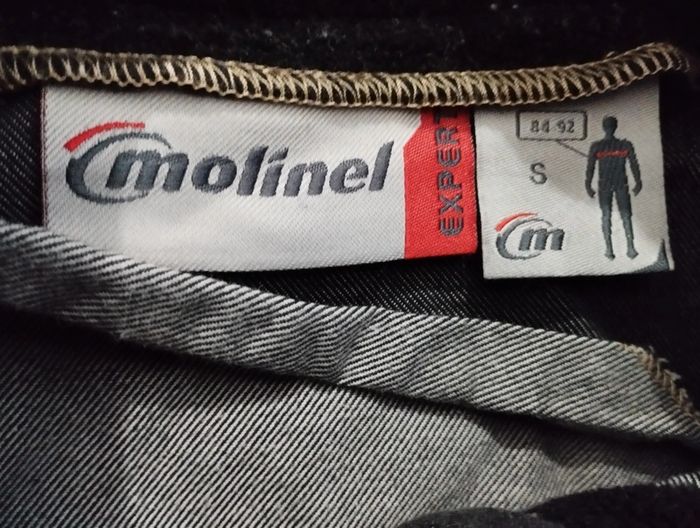 molinel
EXPERT
84-92
S
m